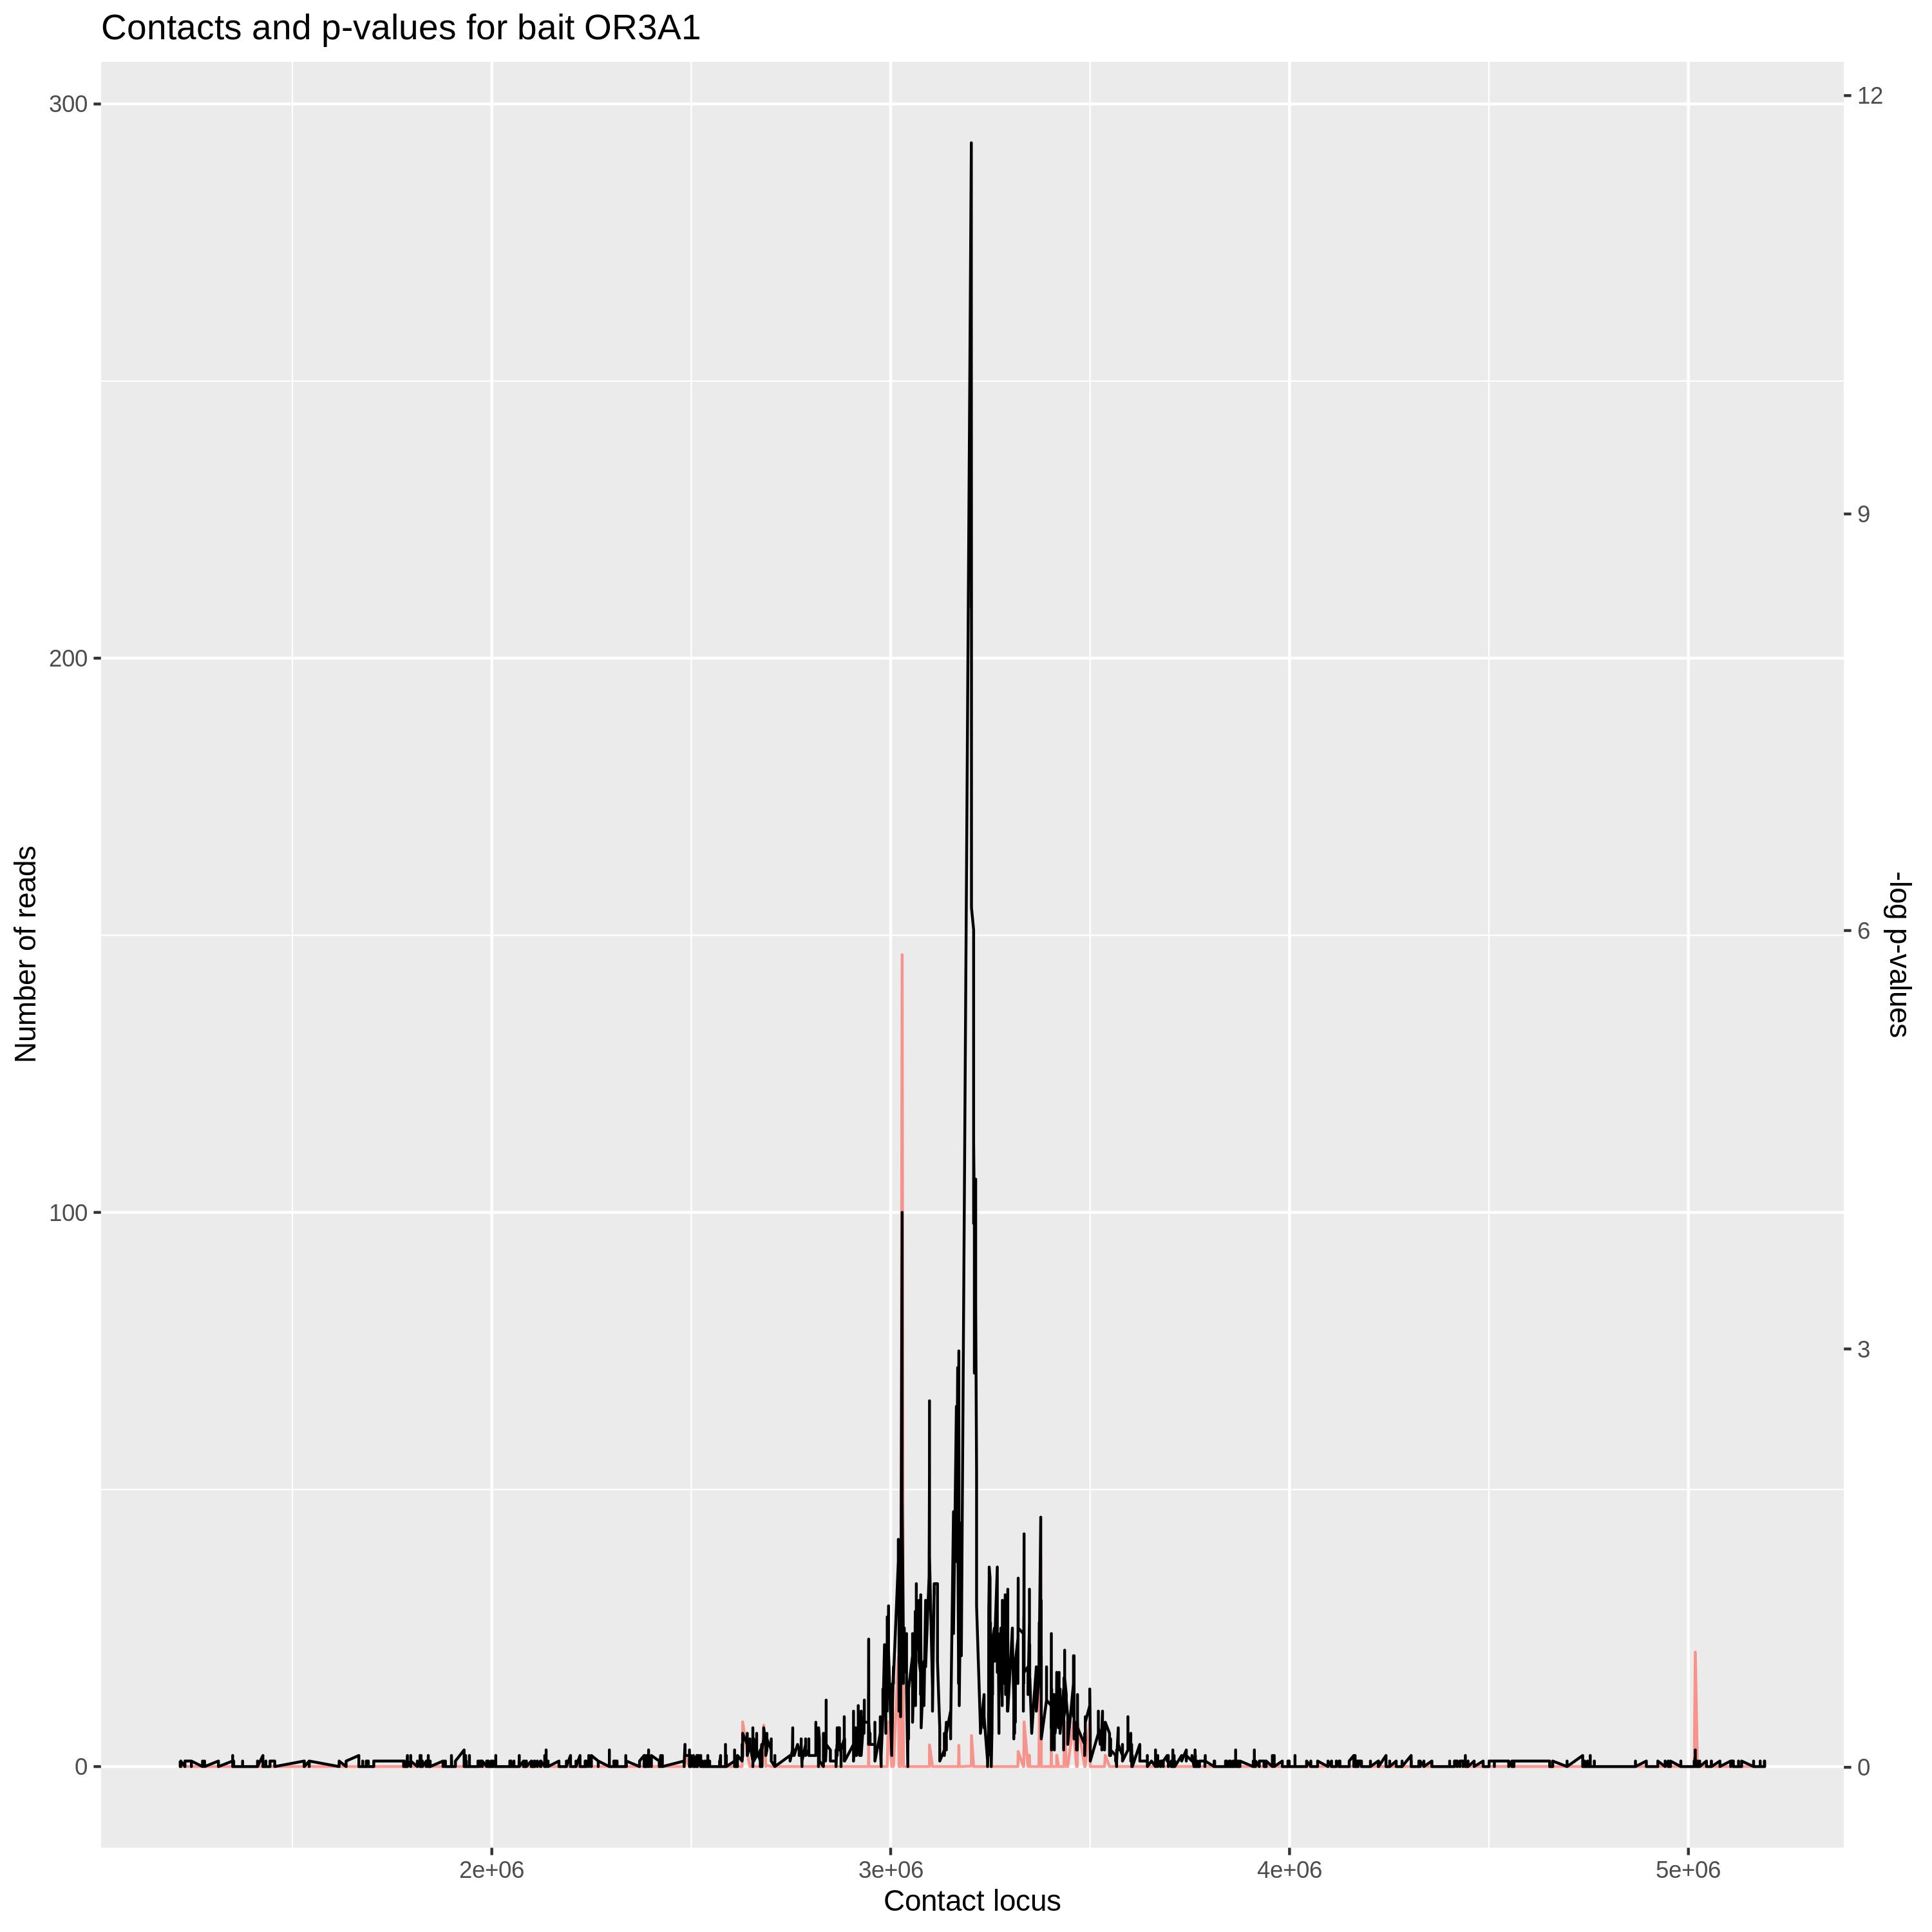 Contacts and p-values for bait OR3A1
300
200
100
0
Number of reads
12
9
6
3
0
-log p-values
2e+06
3e+06
4e+06
5e+06
Contact locus